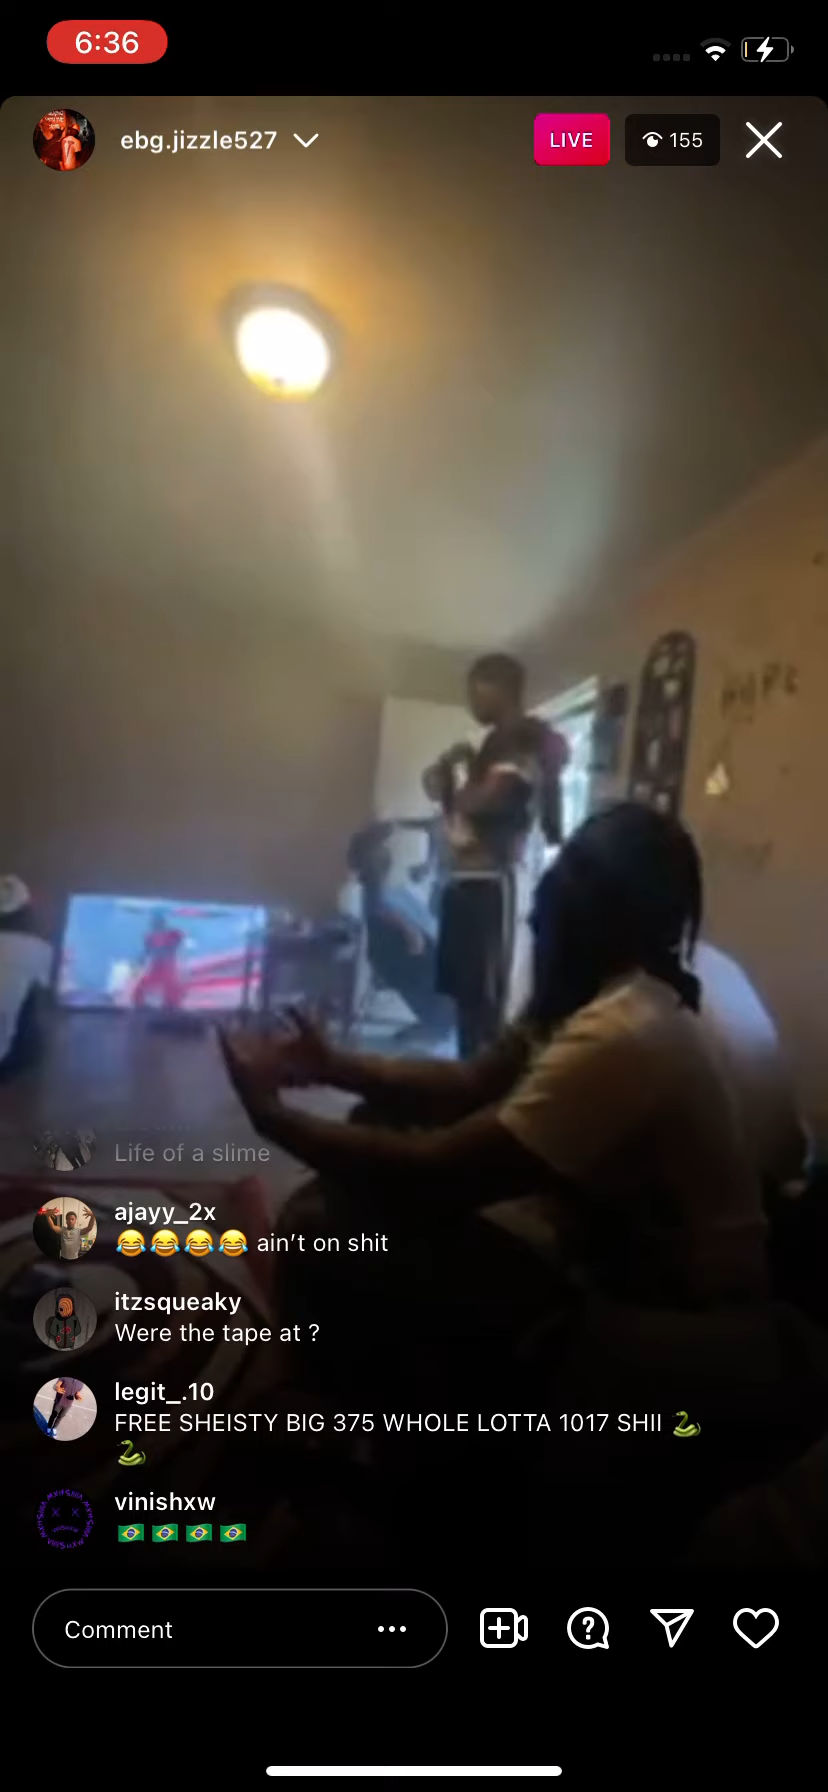 6:36
ebg.jizzle527
LIVE
155
Life of a slime
ajayy_2x
😂😂😂😂 ain't on shit
itzsqueaky
Were the tape at ?
legit_.10
FREE SHEISTY BIG 375 WHOLE LOTTA 1017 SHII 🐍
🐍
vinishxw
🇧🇷 🇧🇷 🇧🇷 🇧🇷
Comment